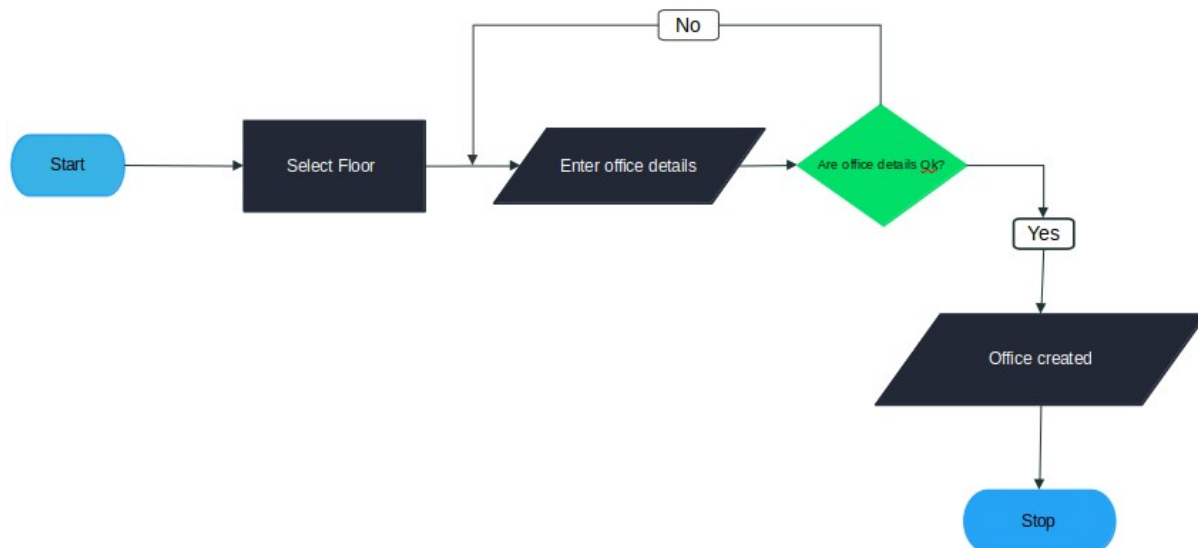 No
Start
Select Floor
Enter office details
Are office details Ok?
Yes
Office created
Stop